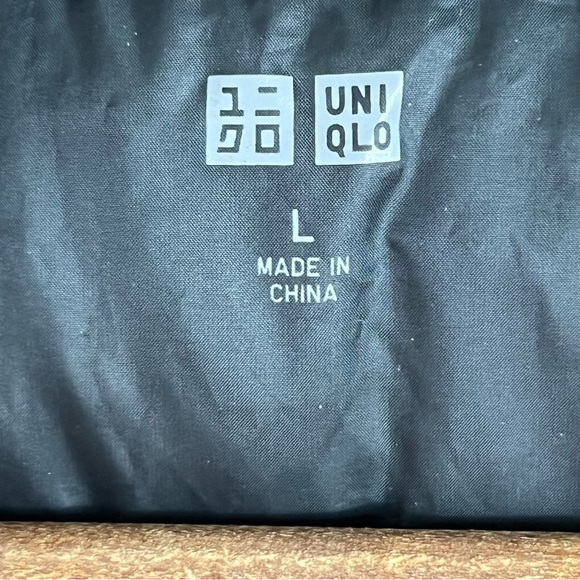 ユニ UNI
クロ QLO
L
MADE IN
CHINA